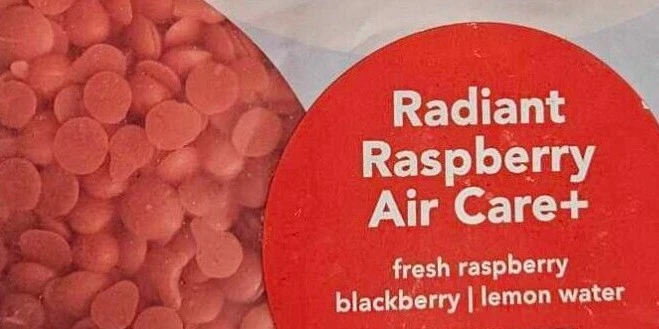 Radiant
Raspberry
Air Care+
fresh raspberry
blackberry | lemon water